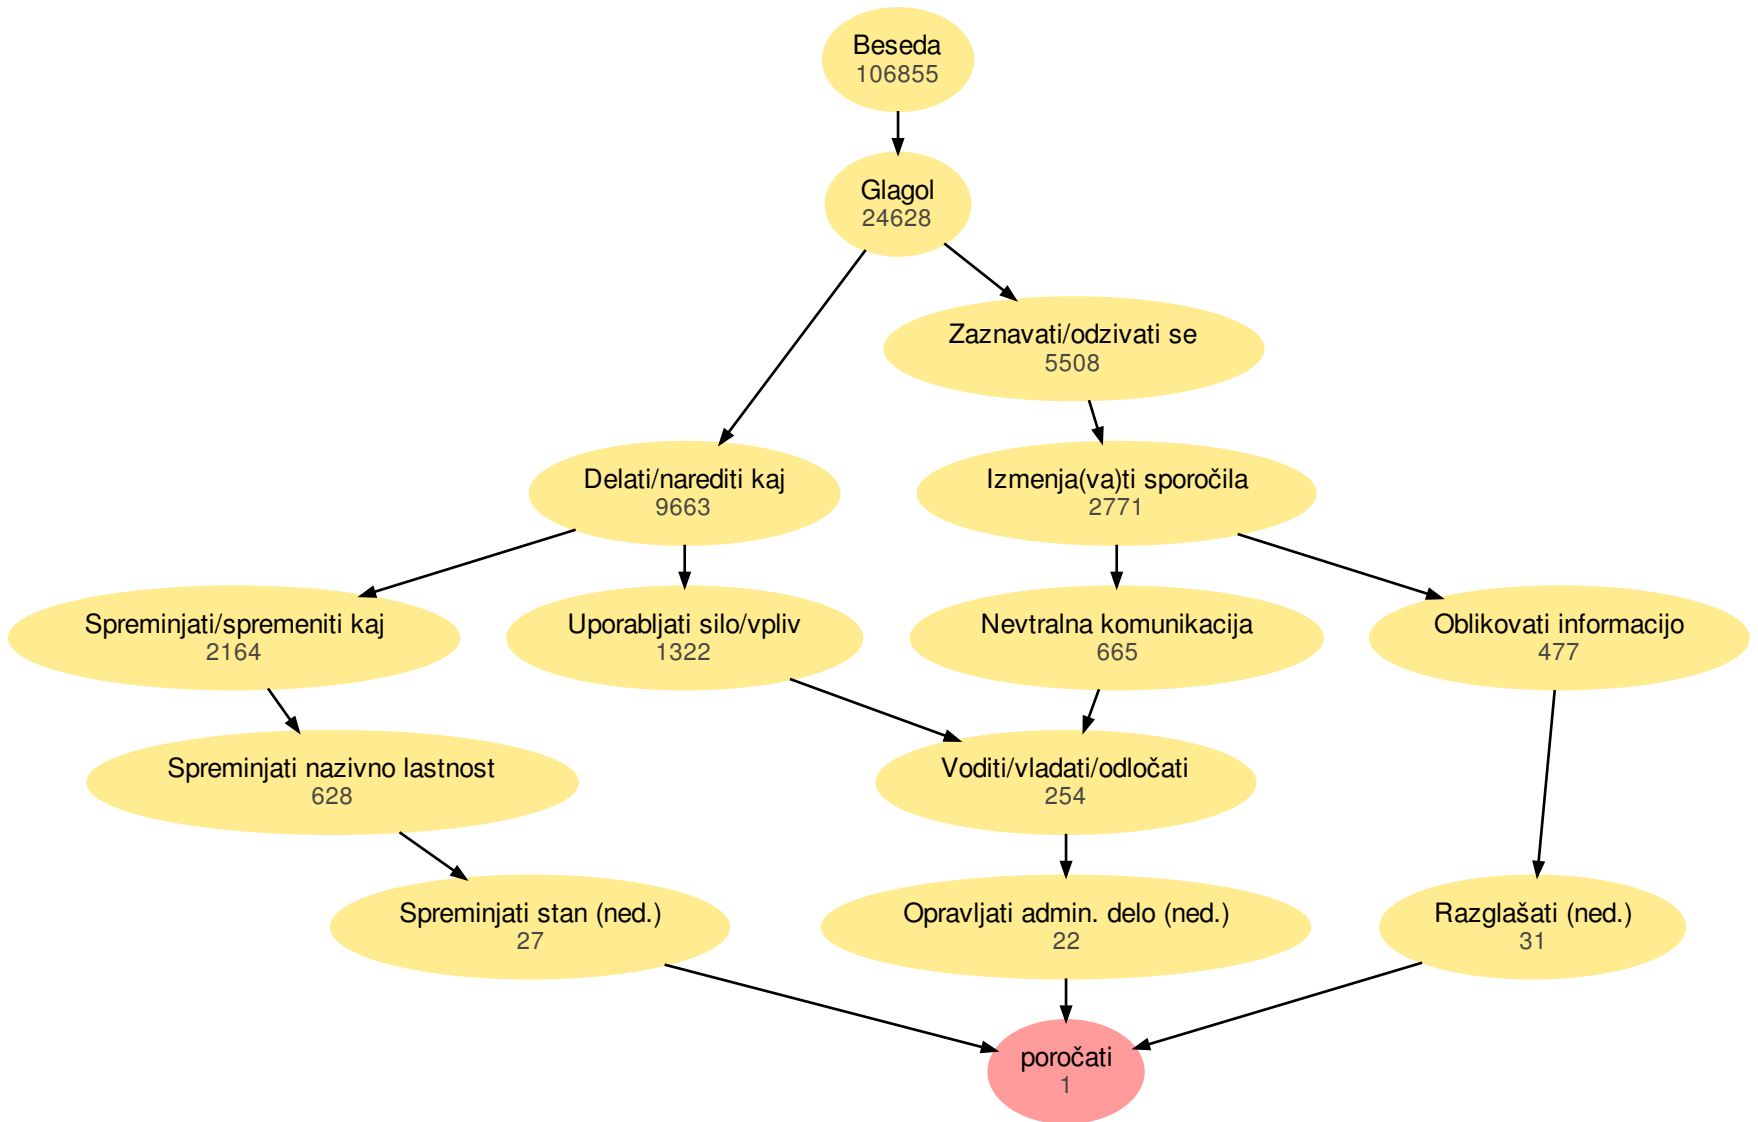 Beseda
106855
Glagol
24628
Zaznavati/odzivati se
5508
Delati/narediti kaj
9663
Izmenja(va)ti sporočila
2771
Spreminjati/spremeniti kaj
2164
Uporabljati silo/vpliv
1322
Nevtralna komunikacija
665
Oblikovati informacijo
477
Spreminjati nazivno lastnost
628
Voditi/vladati/odločati
254
Spreminjati stan (ned.)
27
Opravljati admin. delo (ned.)
22
Razglašati (ned.)
31
poročati
1